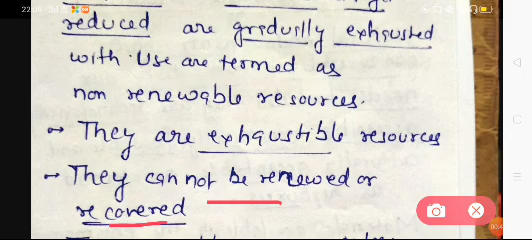 reduced are gradually exhausted
with use are termed as
non renewable resources.
→ They are exhaustible resources
→ They can not be renewed or
recovered